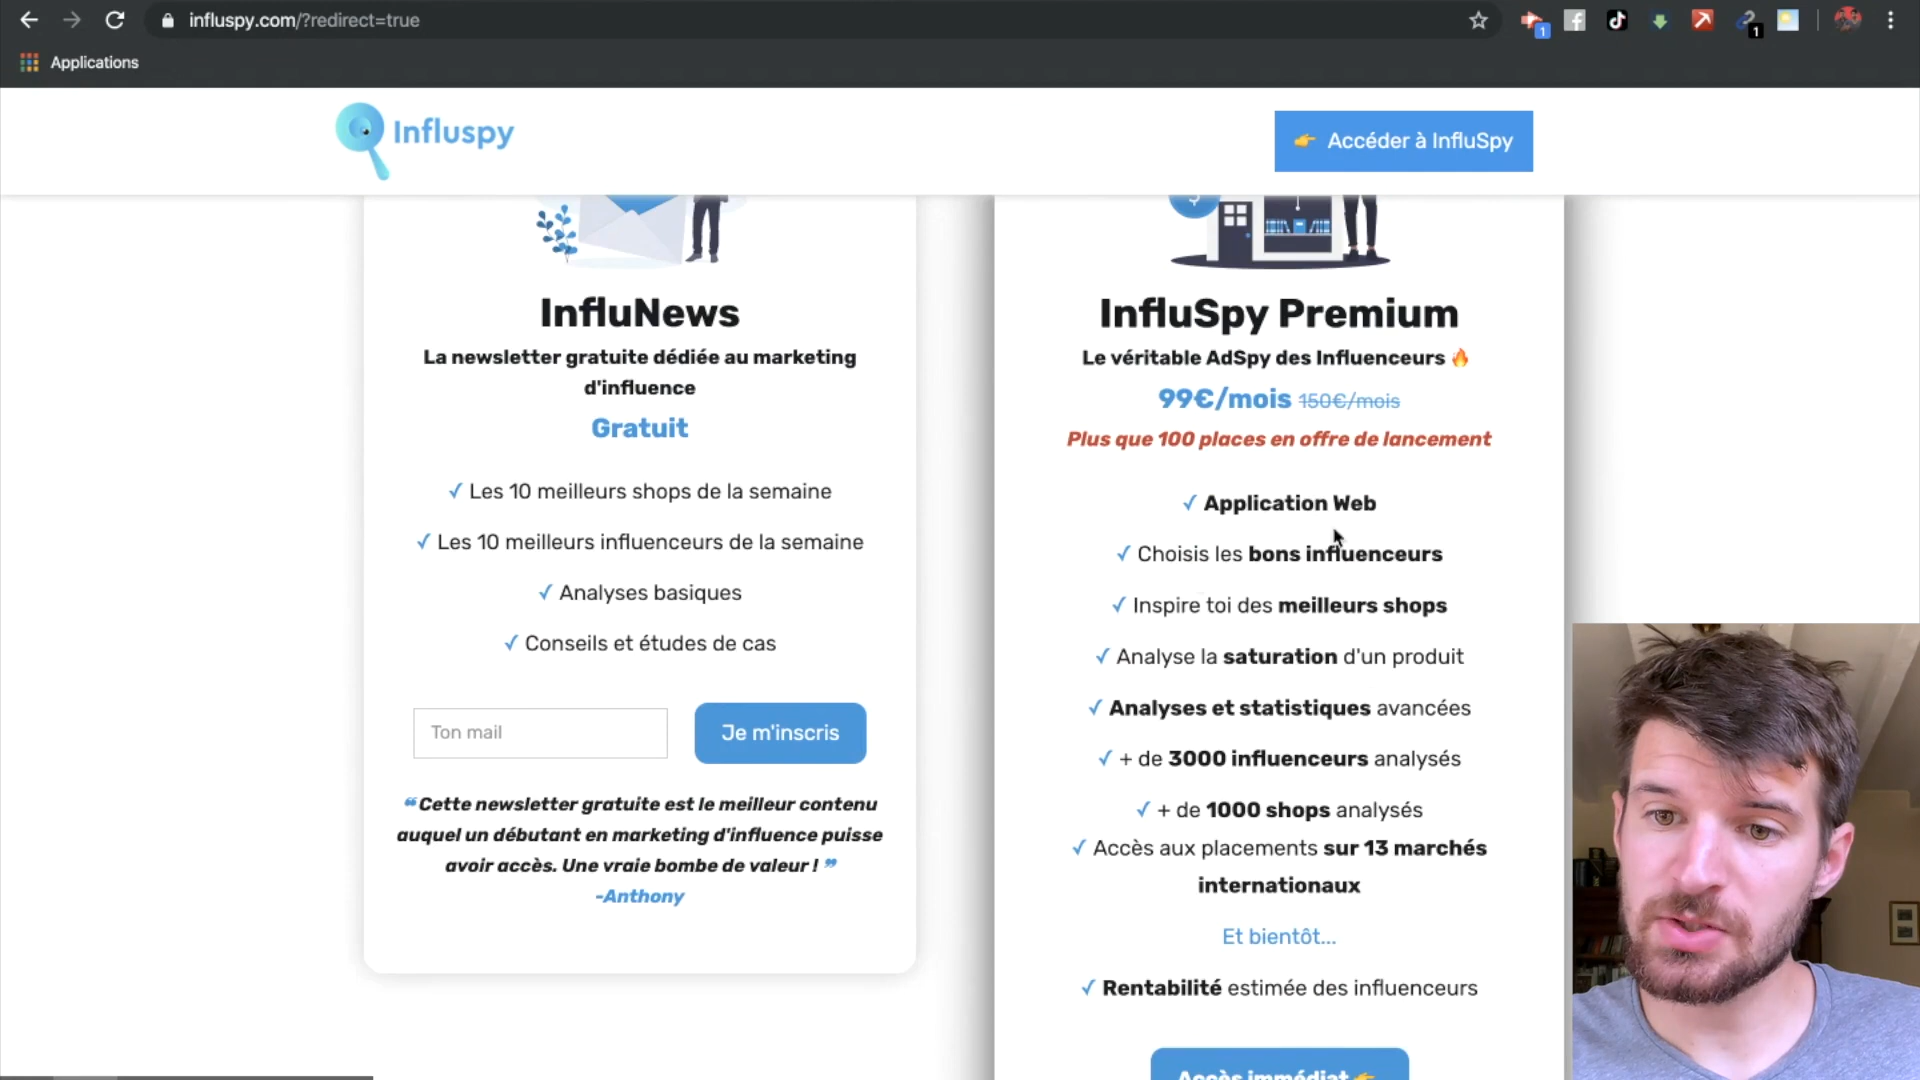 influspy.com/?redirect=true
1
1
Applications
Influspy
👉 Accéder à InfluSpy
InfluNews
La newsletter gratuite dédiée au marketing
d'influence
Gratuit
✓ Les 10 meilleurs shops de la semaine
✓ Les 10 meilleurs influenceurs de la semaine
✓ Analyses basiques
✓ Conseils et études de cas
Ton mail
Je m'inscris
❝ Cette newsletter gratuite est le meilleur contenu
auquel un débutant en marketing d'influence puisse
avoir accès. Une vraie bombe de valeur ! ❞
-Anthony
InfluSpy Premium
Le véritable AdSpy des Influenceurs 🔥
99€/mois 150€/mois
Plus que 100 places en offre de lancement
✓ Application Web
✓ Choisis les bons influenceurs
✓ Inspire toi des meilleurs shops
✓ Analyse la saturation d'un produit
✓ Analyses et statistiques avancées
✓ + de 3000 influenceurs analysés
✓ + de 1000 shops analysés
✓ Accès aux placements sur 13 marchés
internationaux
Et bientôt...
✓ Rentabilité estimée des influenceurs
Accès immédiat 👉